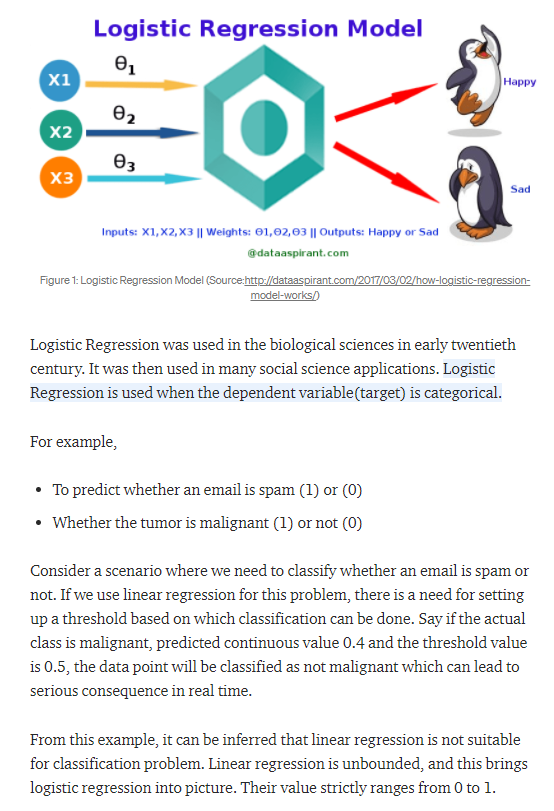 Logistic Regression Model
X1
θ1
Happy
X2
θ2
X3
θ3
Sad
Inputs: X1,X2,X3 || Weights: Θ1,Θ2,Θ3 || Outputs: Happy or Sad
@dataaspirant.com
Figure 1: Logistic Regression Model (Source:http://dataaspirant.com/2017/03/02/how-logistic-regression-
model-works/)
Logistic Regression was used in the biological sciences in early twentieth
century. It was then used in many social science applications. Logistic
Regression is used when the dependent variable(target) is categorical.
For example,
• To predict whether an email is spam (1) or (0)
• Whether the tumor is malignant (1) or not (0)
Consider a scenario where we need to classify whether an email is spam or
not. If we use linear regression for this problem, there is a need for setting
up a threshold based on which classification can be done. Say if the actual
class is malignant, predicted continuous value 0.4 and the threshold value
is 0.5, the data point will be classified as not malignant which can lead to
serious consequence in real time.
From this example, it can be inferred that linear regression is not suitable
for classification problem. Linear regression is unbounded, and this brings
logistic regression into picture. Their value strictly ranges from 0 to 1.